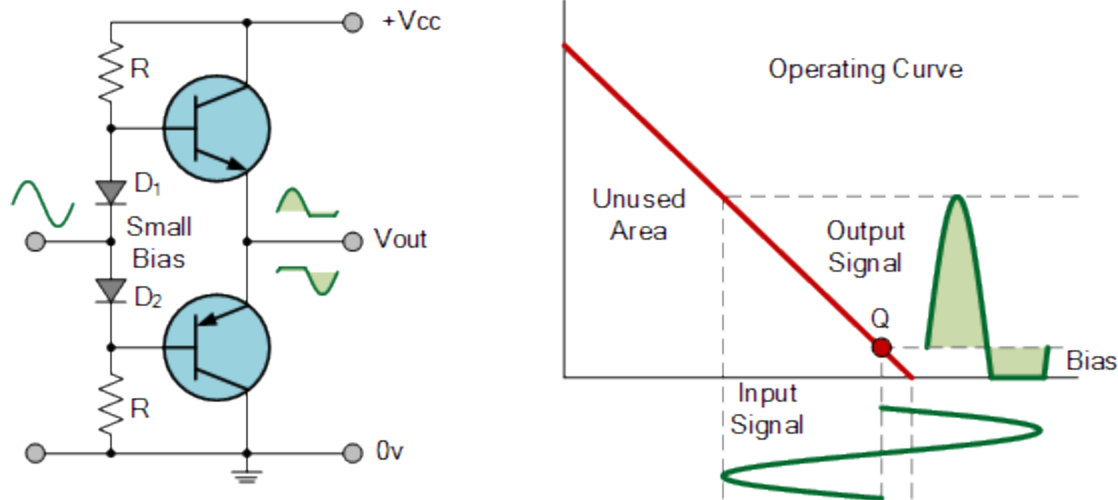 +Vcc
R
D₁
Small
Bias
Vout
D₂
R
0v
Operating Curve
Unused
Area
Output
Signal
Q
Bias
Input
Signal